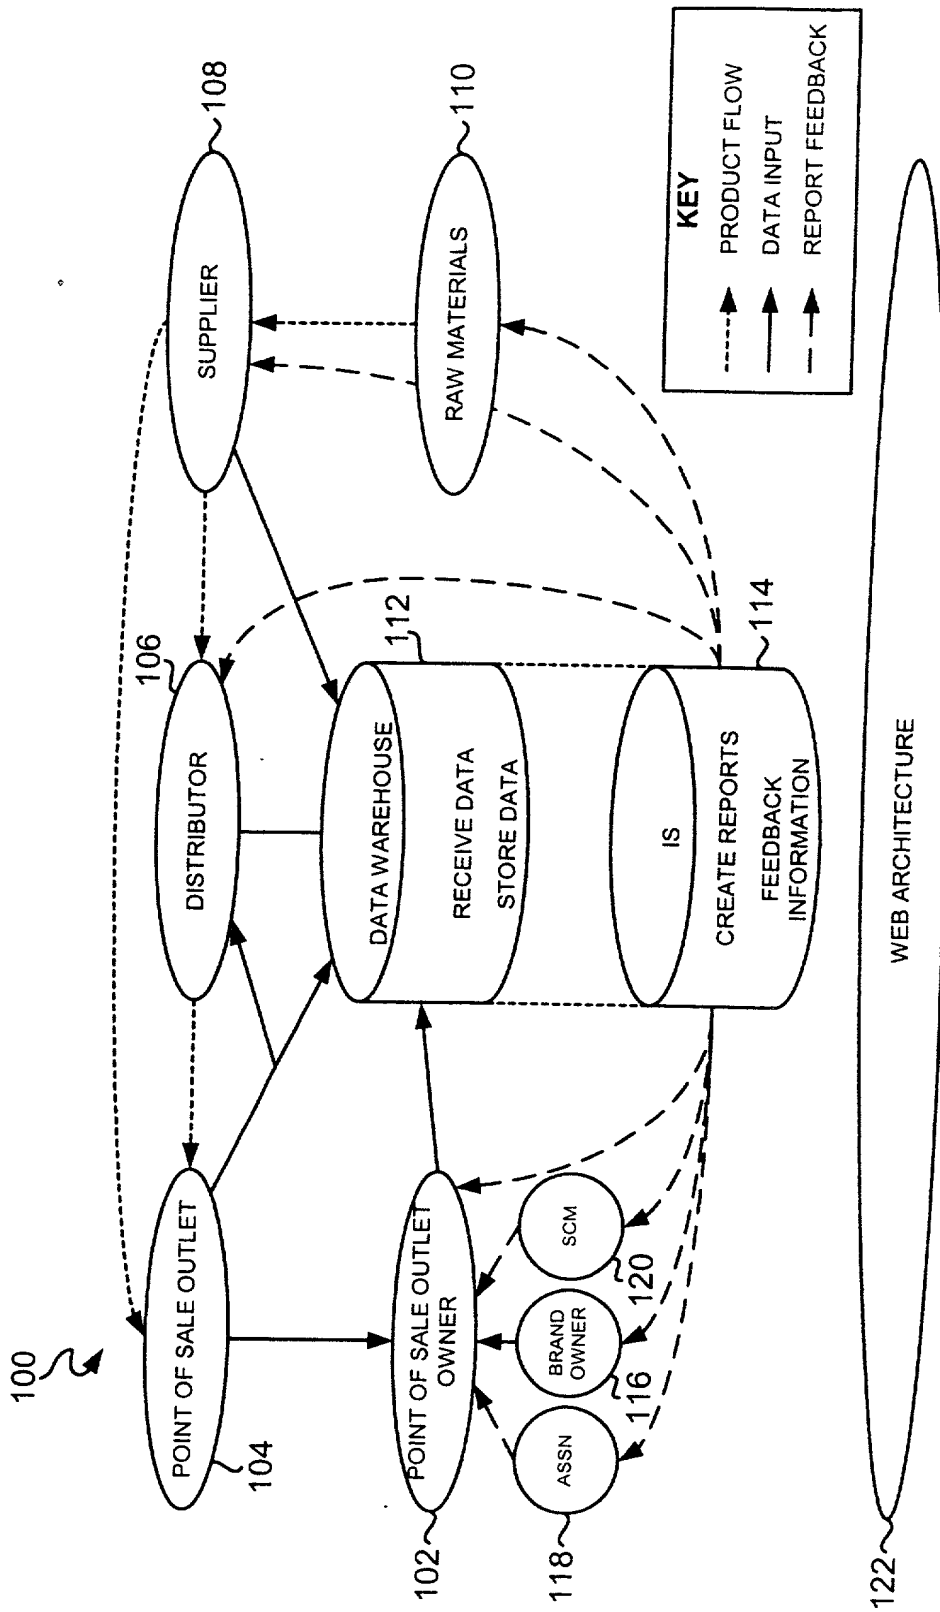 100
108
SUPPLIER
106
DISTRIBUTOR
POINT OF SALE OUTLET
104
110
RAW MATERIALS
112
DATA WAREHOUSE
RECEIVE DATA
STORE DATA
POINT OF SALE OUTLET
OWNER
102
SCM
120
BRAND
OWNER
116
ASSN
118
114
IS
CREATE REPORTS
FEEDBACK
INFORMATION
KEY
PRODUCT FLOW
DATA INPUT
REPORT FEEDBACK
WEB ARCHITECTURE
122